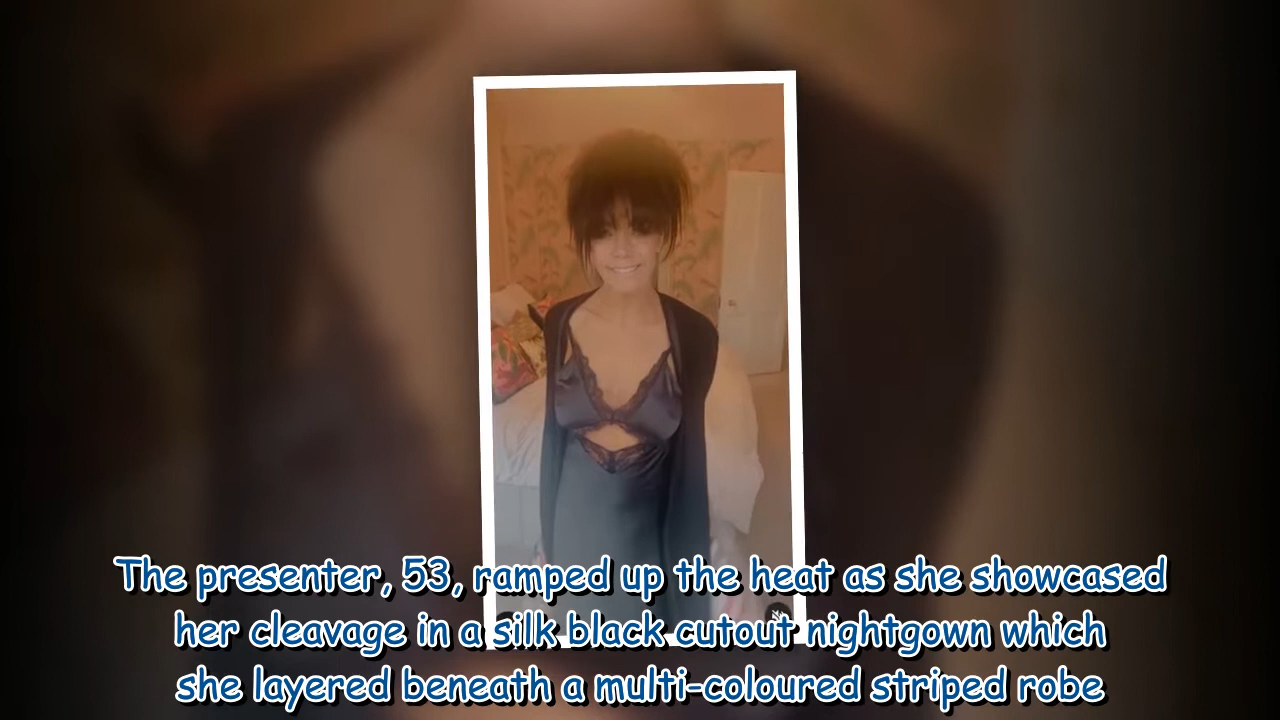 The presenter, 53, ramped up the heat as she showcased
her cleavage in a silk black cutout nightgown which
she layered beneath a multi-coloured striped robe